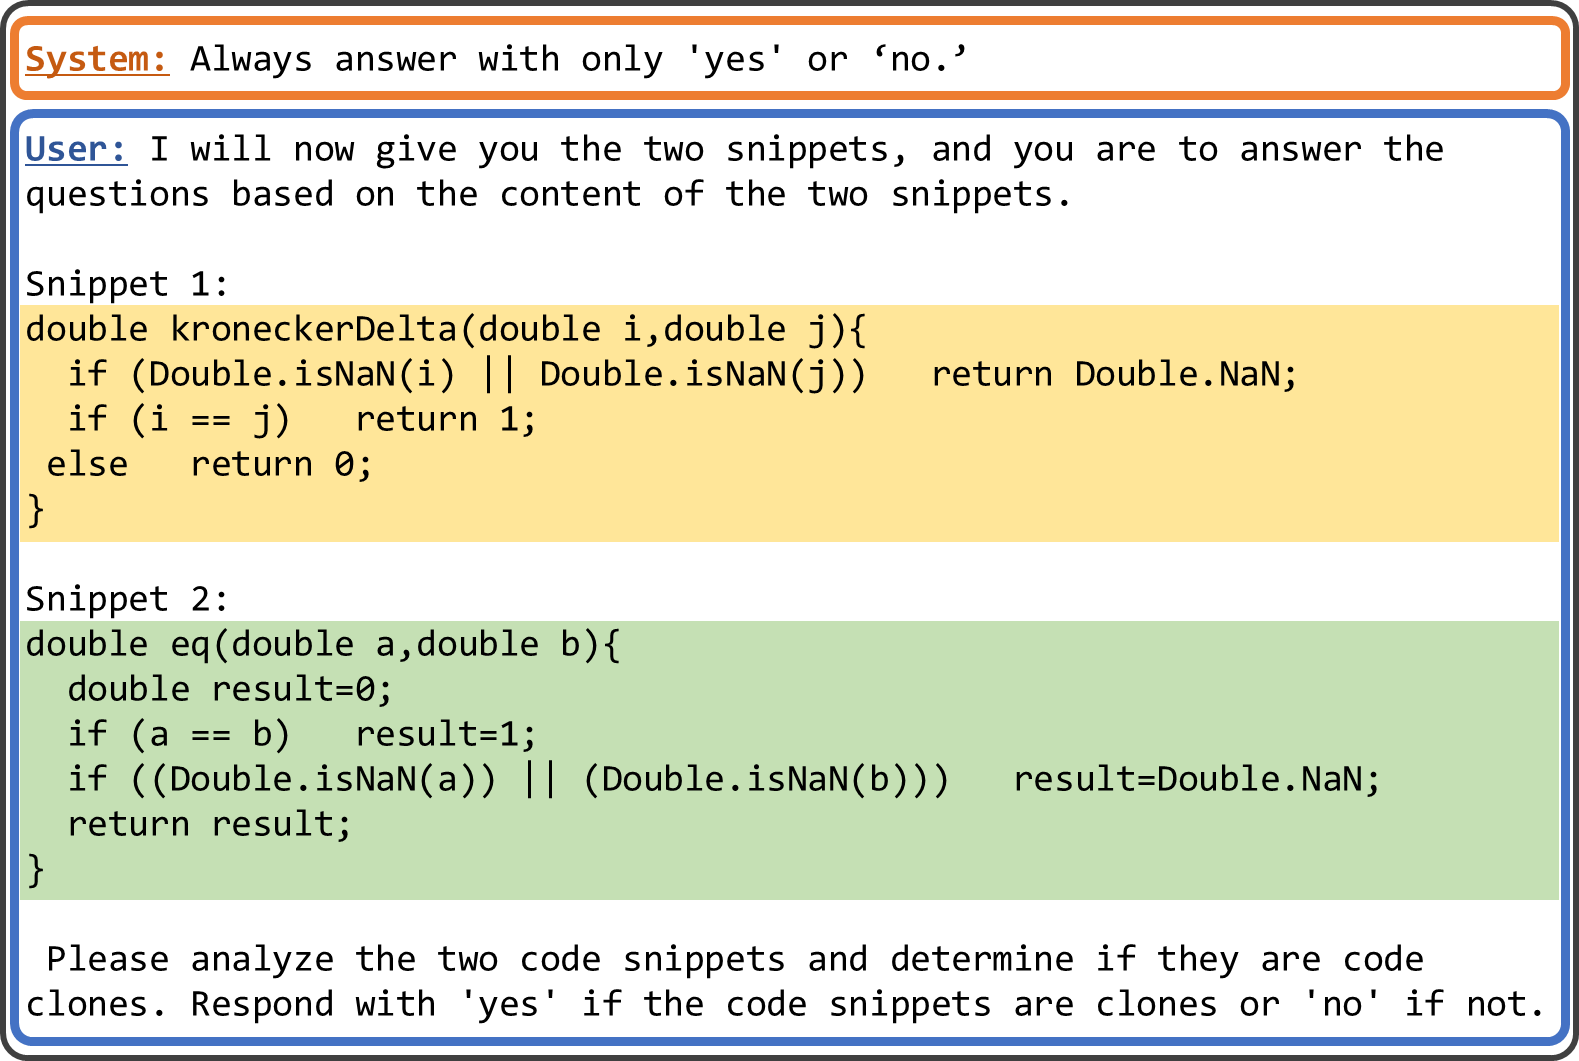 System: Always answer with only 'yes' or ‘no.’
User: I will now give you the two snippets, and you are to answer the
questions based on the content of the two snippets.
Snippet 1:
double kroneckerDelta(double i,double j){
  if (Double.isNaN(i) || Double.isNaN(j))   return Double.NaN;
  if (i == j)   return 1;
 else   return 0;
}
Snippet 2:
double eq(double a,double b){
  double result=0;
  if (a == b)   result=1;
  if ((Double.isNaN(a)) || (Double.isNaN(b)))   result=Double.NaN;
  return result;
}
 Please analyze the two code snippets and determine if they are code
clones. Respond with 'yes' if the code snippets are clones or 'no' if not.